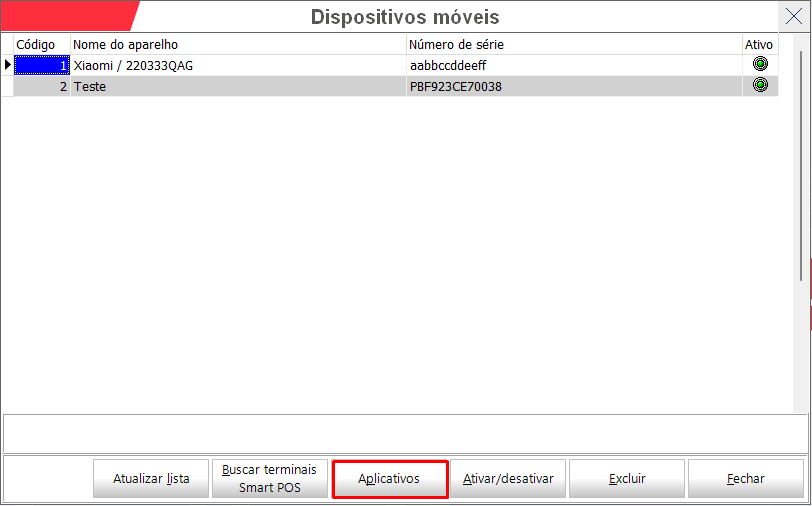 Dispositivos móveis
Código Nome do aparelho Número de série Ativo
1 Xiaomi / 220333QAG aabbccddeeff
2 Teste PBF923CE70038
Atualizar lista
Buscar terminais
Smart POS
Aplicativos
Ativar/desativar
Excluir
Fechar